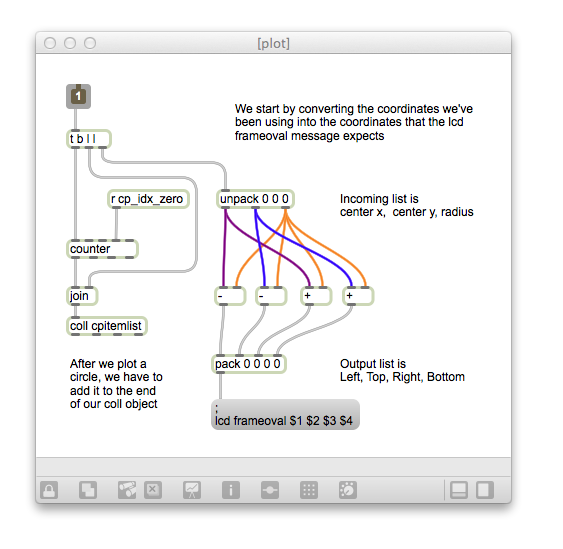 [plot]
1
We start by converting the coordinates we've
been using into the coordinates that the lcd
frameoval message expects
t b l l
r cp_idx_zero
unpack 0 0 0
Incoming list is
center x,  center y, radius
counter
join
-
-
+
+
coll cpitemlist
After we plot a
circle, we have to
add it to the end
of our coll object
pack 0 0 0 0
Output list is
Left, Top, Right, Bottom
;
lcd frameoval $1 $2 $3 $4